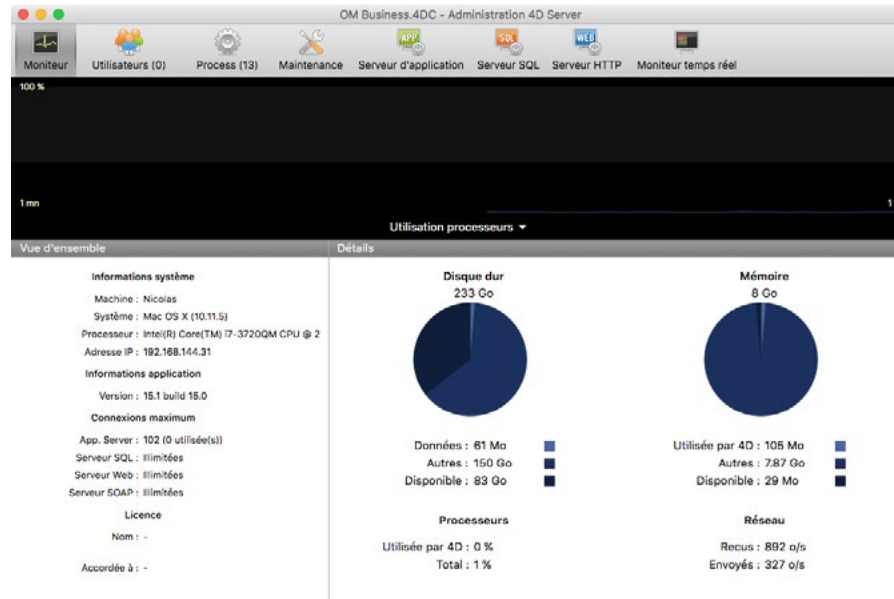 OM Business.4DC - Administration 4D Server
Moniteur
Utilisateurs (0)
Process (13)
Maintenance
Serveur d'application
Serveur SQL
Serveur HTTP
Moniteur temps réel
APP
SQL
WEB
100 %
1 mn
1
Utilisation processeurs
Vue d'ensemble
Détails
Informations système
Machine : Nicolas
Système : Mac OS X (10.11.5)
Processeur : Intel(R) Core(TM) i7-3720QM CPU @ 2
Adresse IP : 192.168.144.31
Informations application
Version : 15.1 build 15.0
Connexions maximum
App. Server : 102 (0 utilisée(s))
Serveur SQL : Illimitées
Serveur Web : Illimitées
Serveur SOAP : Illimitées
Licence
Nom : -
Accordée à : -
Disque dur
233 Go
Données : 61 Mo
Autres : 150 Go
Disponible : 83 Go
Mémoire
8 Go
Utilisée par 4D : 105 Mo
Autres : 7.87 Go
Disponible : 29 Mo
Processeurs
Utilisée par 4D : 0 %
Total : 1 %
Réseau
Recus : 892 o/s
Envoyés : 327 o/s